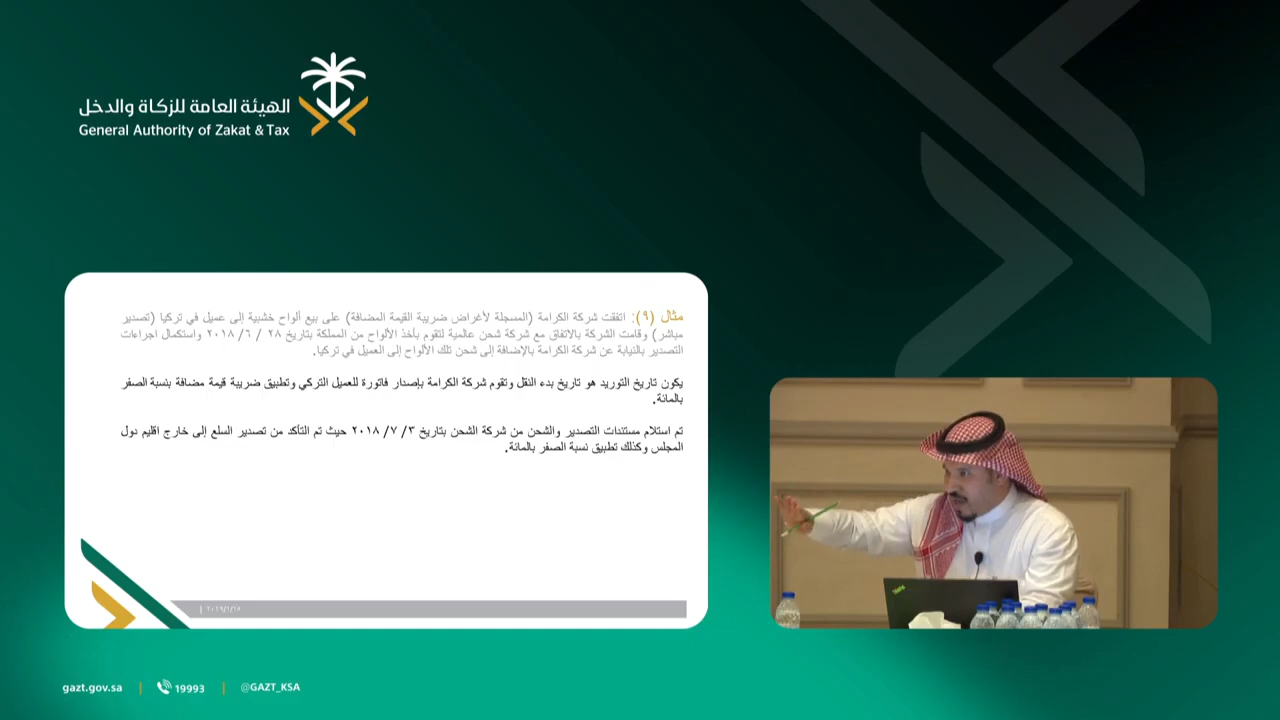 الهيئة العامة للزكاة والدخل
General Authority of Zakat & Tax
مثال (٩): اتفقت شركة الكرامة (المسجلة لأغراض ضريبة القيمة المضافة) على بيع ألواح خشبية إلى عميل في تركيا (تصدير
مباشر) وقامت الشركة بالاتفاق مع شركة شحن عالمية لتقوم بأخذ الألواح من المملكة بتاريخ ٢٨ / ٦/ ٢٠١٨ واستكمال اجراءات
التصدير بالنيابة عن شركة الكرامة بالإضافة إلى شحن تلك الألواح إلى العميل في تركيا.
يكون تاريخ التوريد هو تاريخ بدء النقل وتقوم شركة الكرامة بإصدار فاتورة للعميل التركي وتطبيق ضريبة قيمة مضافة بنسبة الصفر
بالمائة.
تم استلام مستندات التصدير والشحن من شركة الشحن بتاريخ ٣/ ٧/ ٢٠١٨ حيث تم التأكد من تصدير السلع إلى خارج اقليم دول
المجلس وكذلك تطبيق نسبة الصفر بالمائة.
gazt.gov.sa | 19993 | @GAZT_KSA